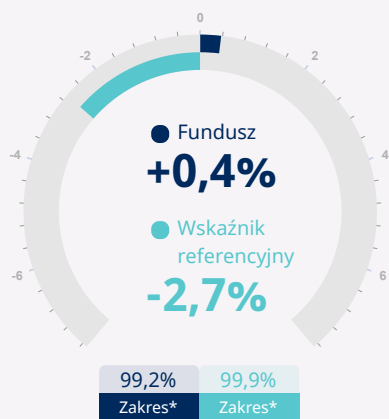 0
-2
2
-4
4
-6
6
Fundusz
+0,4%
Wskaźnik
referencyjny
-2,7%
99,2% 99,9%
Zakres* Zakres*